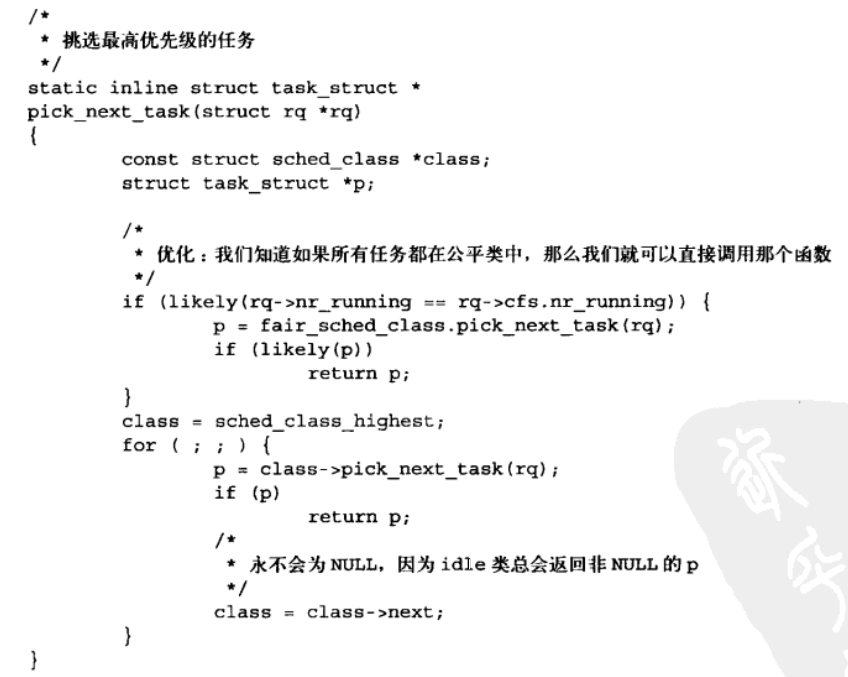 /*
 * 挑选最高优先级的任务
 */
static inline struct task_struct *
pick_next_task(struct rq *rq)
{
        const struct sched_class *class;
        struct task_struct *p;

        /*
         * 优化：我们知道如果所有任务都在公平类中，那么我们就可以直接调用那个函数
         */
        if (likely(rq->nr_running == rq->cfs.nr_running)) {
                p = fair_sched_class.pick_next_task(rq);
                if (likely(p))
                        return p;
        }
        class = sched_class_highest;
        for ( ; ; ) {
                p = class->pick_next_task(rq);
                if (p)
                        return p;
                /*
                 * 永不会为 NULL，因为 idle 类总会返回非 NULL 的 p
                 */
                class = class->next;
        }
}